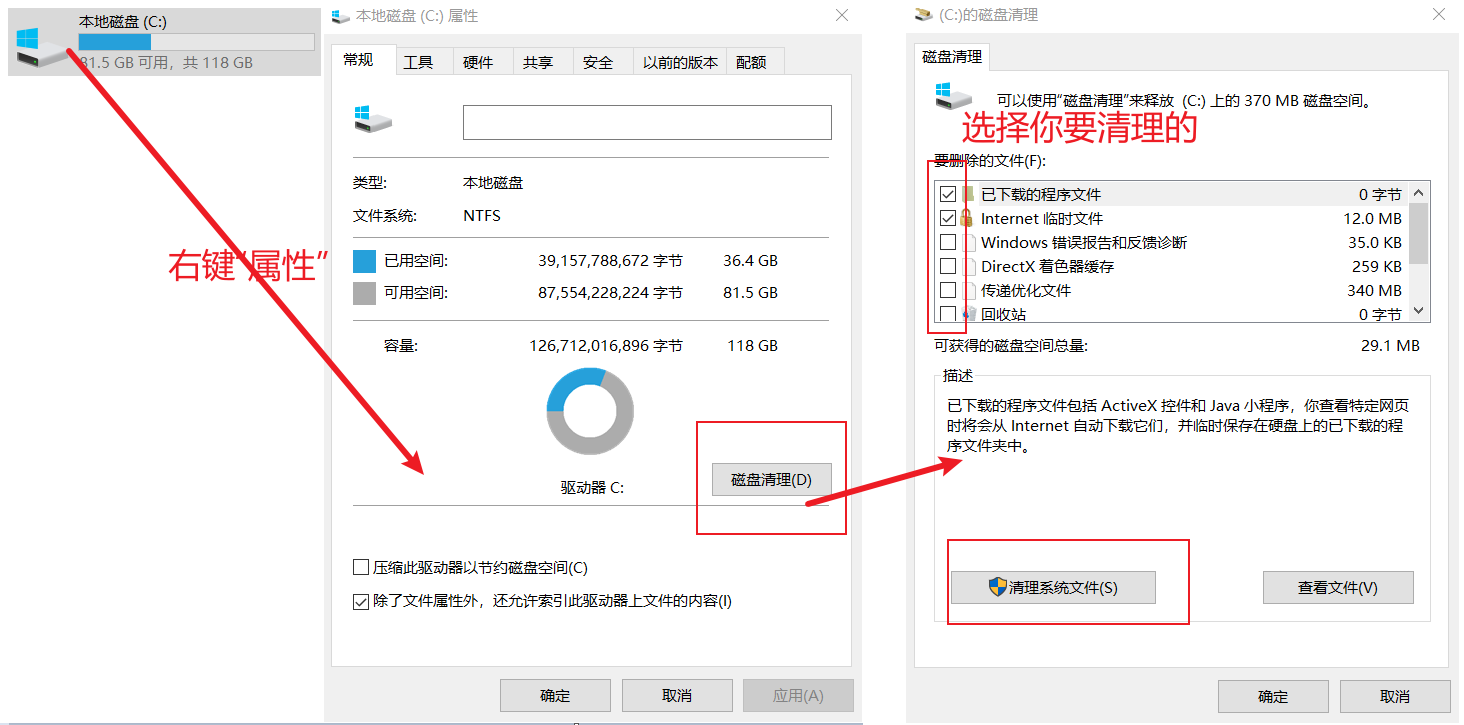 本地磁盘 (C:)
81.5 GB 可用，共 118 GB
右键“属性”
本地磁盘 (C:) 属性
常规 工具 硬件 共享 安全 以前的版本 配额
类型: 本地磁盘
文件系统: NTFS
已用空间: 39,157,788,672 字节 36.4 GB
可用空间: 87,554,228,224 字节 81.5 GB
容量: 126,712,016,896 字节 118 GB
驱动器 C: 磁盘清理(D)
压缩此驱动器以节约磁盘空间(C)
除了文件属性外，还允许索引此驱动器上文件的内容(I)
确定 取消 应用(A)
(C:)的磁盘清理
磁盘清理
可以使用“磁盘清理”来释放 (C:) 上的 370 MB 磁盘空间。
选择你要清理的
要删除的文件(F):
已下载的程序文件 0 字节
Internet 临时文件 12.0 MB
Windows 错误报告和反馈诊断 35.0 KB
DirectX 着色器缓存 259 KB
传递优化文件 340 MB
回收站 0 字节
可获得的磁盘空间总量: 29.1 MB
描述
已下载的程序文件包括 ActiveX 控件和 Java 小程序，你查看特定网页
时将会从 Internet 自动下载它们，并临时保存在硬盘上的已下载的程
序文件夹中。
清理系统文件(S) 查看文件(V)
确定 取消